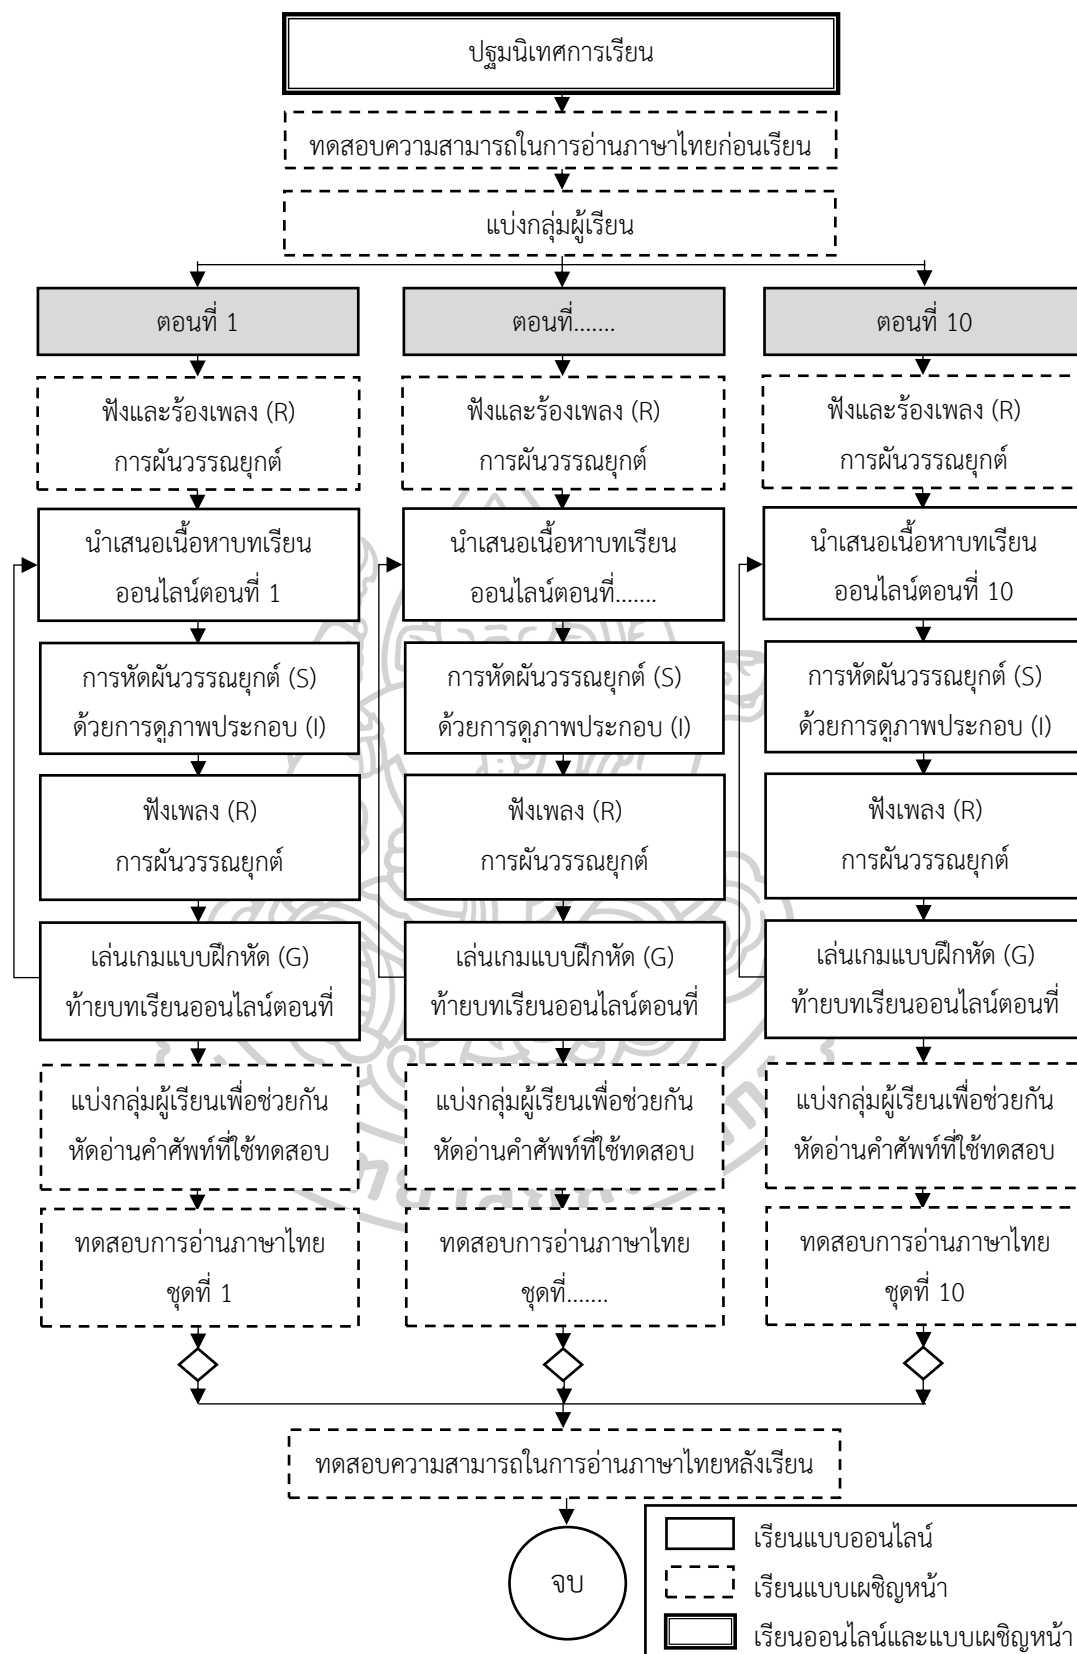 ปฐมนิเทศการเรียน
ทดสอบความสามารถในการอ่านภาษาไทยก่อนเรียน
แบ่งกลุ่มผู้เรียน
ตอนที่ 1
ตอนที่.......
ตอนที่ 10
ฟังและร้องเพลง (R)
การผันวรรณยุกต์
ฟังและร้องเพลง (R)
การผันวรรณยุกต์
ฟังและร้องเพลง (R)
การผันวรรณยุกต์
นำเสนอเนื้อหาบทเรียน
ออนไลน์ตอนที่ 1
นำเสนอเนื้อหาบทเรียน
ออนไลน์ตอนที่.......
นำเสนอเนื้อหาบทเรียน
ออนไลน์ตอนที่ 10
การหัดผันวรรณยุกต์ (S)
ด้วยการดูภาพประกอบ (I)
การหัดผันวรรณยุกต์ (S)
ด้วยการดูภาพประกอบ (I)
การหัดผันวรรณยุกต์ (S)
ด้วยการดูภาพประกอบ (I)
ฟังเพลง (R)
การผันวรรณยุกต์
ฟังเพลง (R)
การผันวรรณยุกต์
ฟังเพลง (R)
การผันวรรณยุกต์
เล่นเกมแบบฝึกหัด (G)
ท้ายบทเรียนออนไลน์ตอนที่
เล่นเกมแบบฝึกหัด (G)
ท้ายบทเรียนออนไลน์ตอนที่
เล่นเกมแบบฝึกหัด (G)
ท้ายบทเรียนออนไลน์ตอนที่
แบ่งกลุ่มผู้เรียนเพื่อช่วยกัน
หัดอ่านคำศัพท์ที่ใช้ทดสอบ
แบ่งกลุ่มผู้เรียนเพื่อช่วยกัน
หัดอ่านคำศัพท์ที่ใช้ทดสอบ
แบ่งกลุ่มผู้เรียนเพื่อช่วยกัน
หัดอ่านคำศัพท์ที่ใช้ทดสอบ
ทดสอบการอ่านภาษาไทย
ชุดที่ 1
ทดสอบการอ่านภาษาไทย
ชุดที่.......
ทดสอบการอ่านภาษาไทย
ชุดที่ 10
ทดสอบความสามารถในการอ่านภาษาไทยหลังเรียน
จบ
เรียนแบบออนไลน์
เรียนแบบเผชิญหน้า
เรียนออนไลน์และแบบเผชิญหน้า